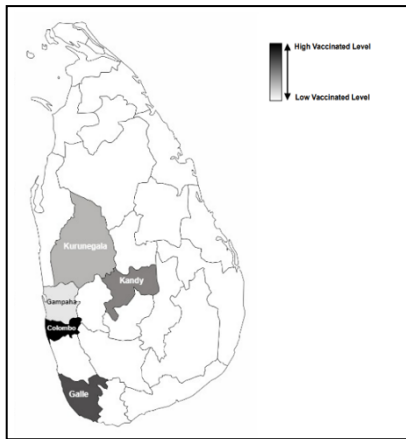 High Vaccinated Level
Low Vaccinated Level
Kurunegala
Kandy
Gampaha
Colombo
Galle